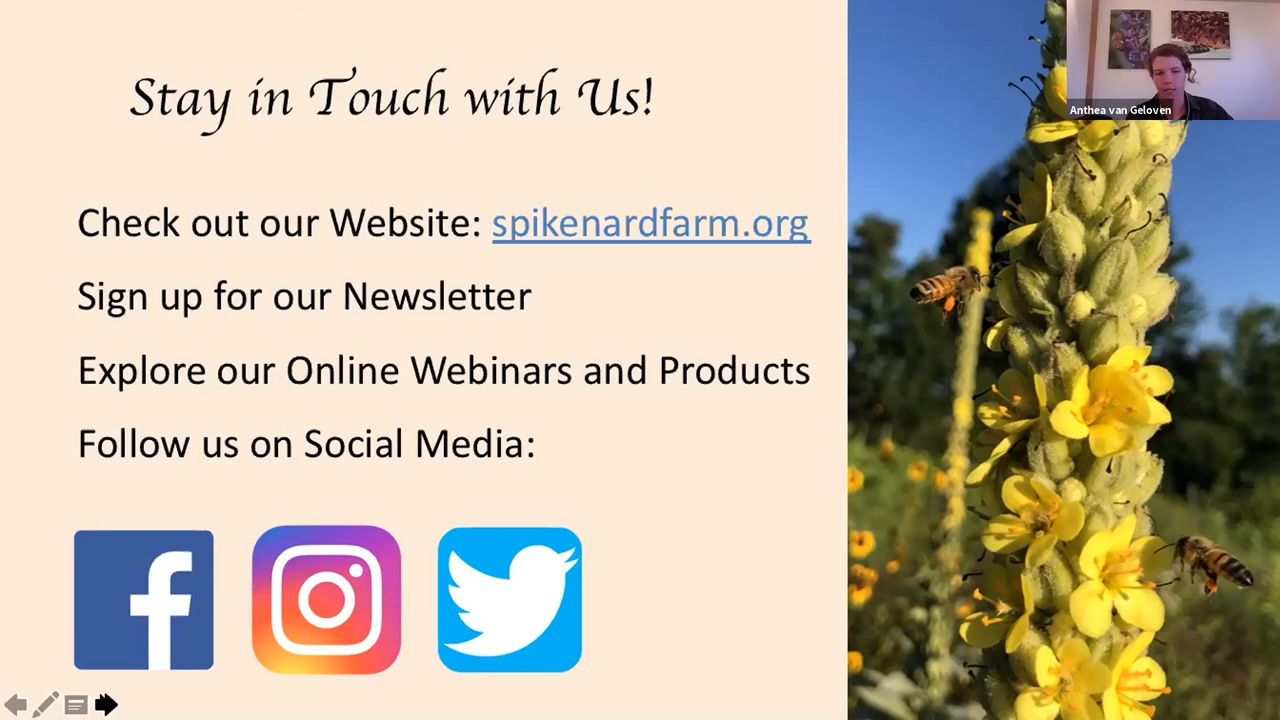 Stay in Touch with Us!
Anthea van Geloven
Check out our Website: spikenardfarm.org
Sign up for our Newsletter
Explore our Online Webinars and Products
Follow us on Social Media: